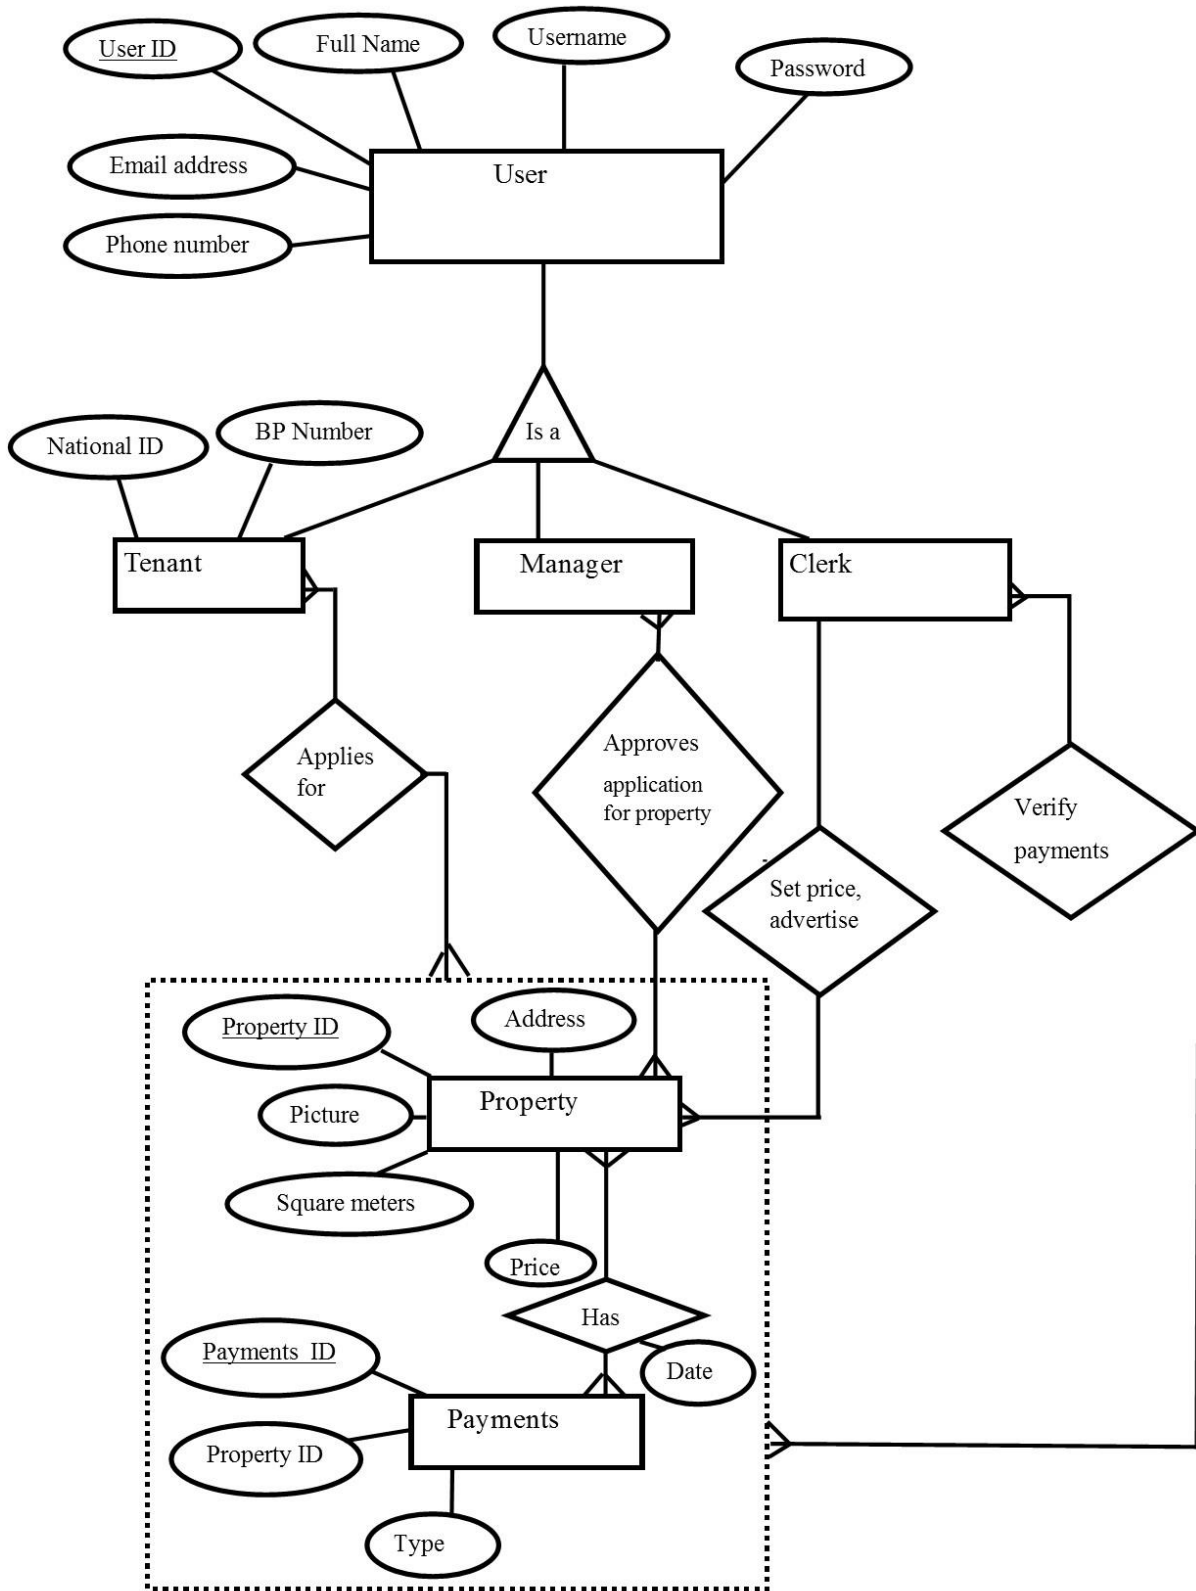 User ID
Full Name
Username
Password
Email address
User
Phone number
National ID
BP Number
Is a
Tenant
Manager
Clerk
Applies
for
Approves
application
for property
Verify
payments
Set price,
advertise
Property ID
Address
Picture
Property
Square meters
Price
Has
Payments ID
Date
Payments
Property ID
Type